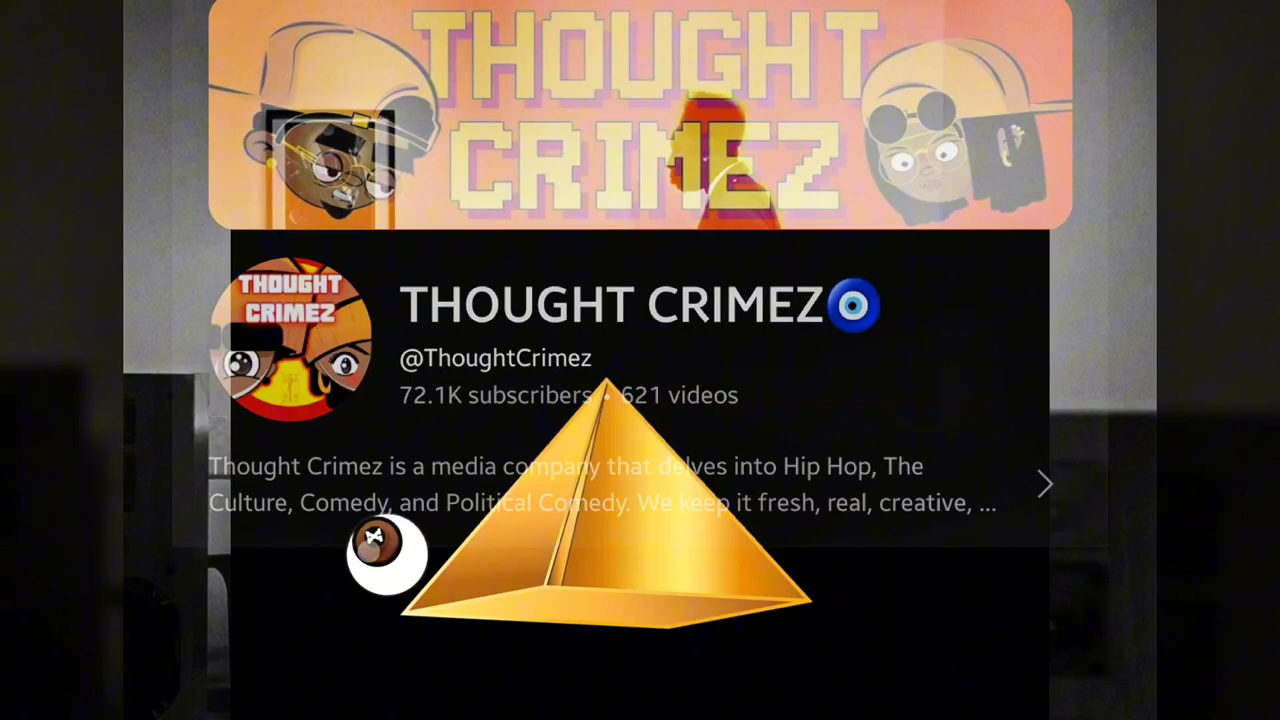 THOUGHT
CRIMEZ
THOUGHT
CRIMEZ
THOUGHT CRIMEZ🧿
@ThoughtCrimez
72.1K subscribers • 621 videos
Thought Crimez is a media company that delves into Hip Hop, The
Culture, Comedy, and Political Comedy. We keep it fresh, real, creative, ...